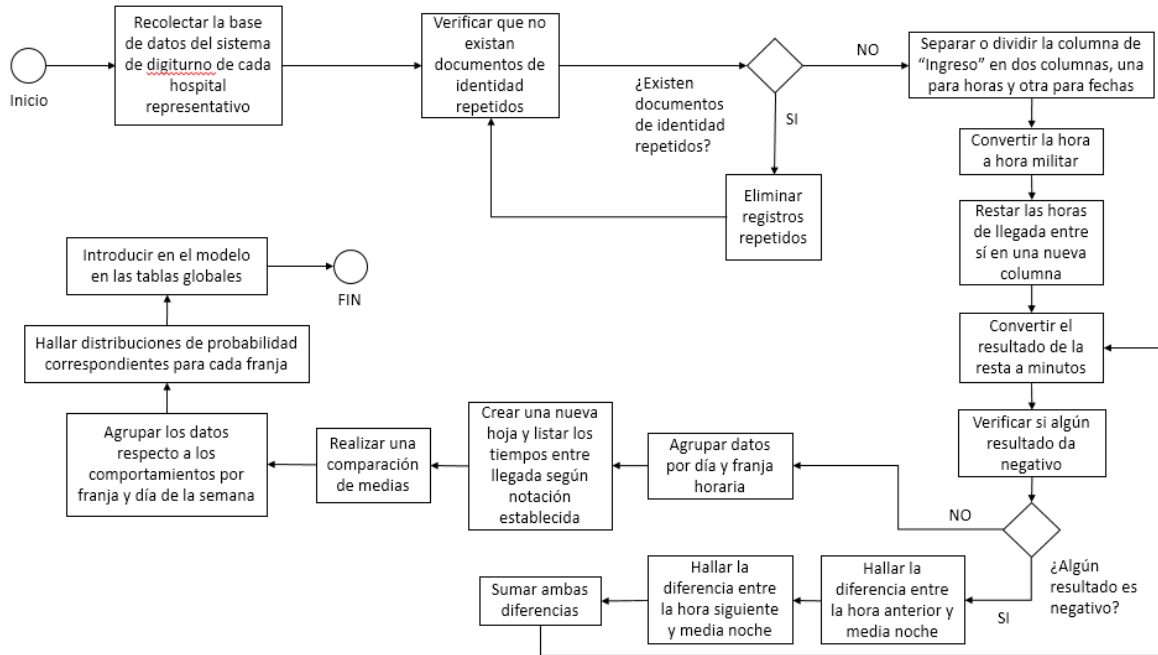 Inicio
Recolectar la base
de datos del sistema
de digiturno de cada
hospital
representativo
Verificar que no
existan
documentos de
identidad
repetidos
¿Existen
documentos
de identidad
repetidos?
NO
SI
Eliminar
registros
repetidos
Separar o dividir la columna de
“Ingreso” en dos columnas, una
para horas y otra para fechas
Convertir la hora
a hora militar
Restar las horas
de llegada entre
sí en una nueva
columna
Convertir el
resultado de la
resta a minutos
Verificar si algún
resultado da
negativo
¿Algún
resultado es
negativo?
NO
SI
Hallar la
diferencia entre
la hora anterior y
media noche
Hallar la
diferencia entre
la hora siguiente
y media noche
Sumar ambas
diferencias
Agrupar datos
por día y franja
horaria
Crear una nueva
hoja y listar los
tiempos entre
llegada según
notación
establecida
Realizar una
comparación
de medias
Agrupar los datos
respecto a los
comportamientos por
franja y día de la semana
Hallar distribuciones de probabilidad
correspondientes para cada franja
Introducir en el modelo
en las tablas globales
FIN